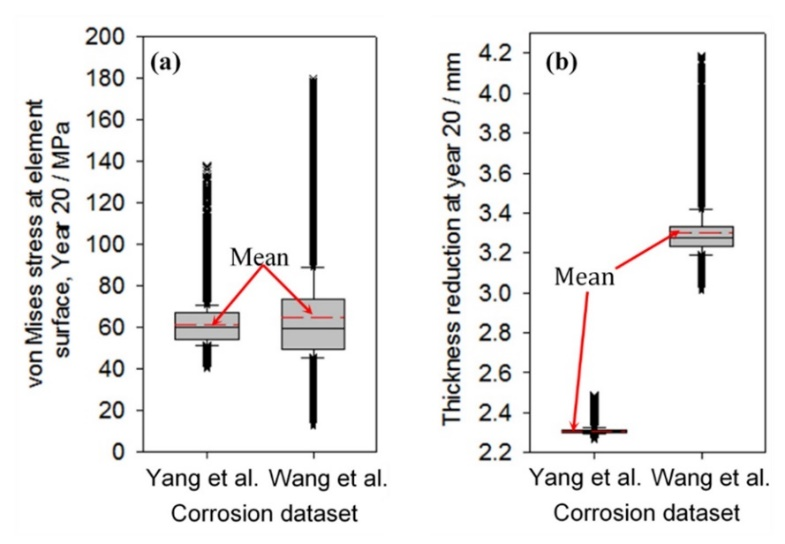 (a)
von Mises stress at element
surface, Year 20 / MPa
200
180
160
140
120
100
80
60
40
20
0
Mean
Yang et al. Wang et al.
Corrosion dataset
(b)
Thickness reduction at year 20 / mm
4.2
4.0
3.8
3.6
3.4
3.2
3.0
2.8
2.6
2.4
2.2
Mean
Yang et al. Wang et al.
Corrosion dataset